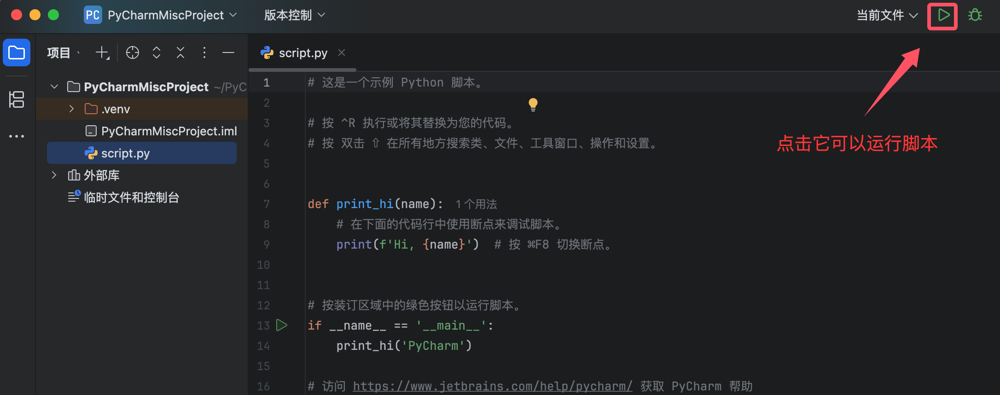 PC PyCharmMiscProject 版本控制 当前文件
项目
script.py
PyCharmMiscProject ~/PyC
.venv
PyCharmMiscProject.iml
script.py
外部库
临时文件和控制台
1 # 这是一个示例 Python 脚本。
2
3 # 按 ^R 执行或将其替换为您的代码。
4 # 按 双击 ⇧ 在所有地方搜索类、文件、工具窗口、操作和设置。
5
6
7 def print_hi(name): 1 个用法
8 # 在下面的代码行中使用断点来调试脚本。
9 print(f'Hi, {name}') # 按 ⌘F8 切换断点。
10
11
12 # 按装订区域中的绿色按钮以运行脚本。
13 if __name__ == '__main__':
14 print_hi('PyCharm')
15
16 # 访问 https://www.jetbrains.com/help/pycharm/ 获取 PyCharm 帮助
点击它可以运行脚本